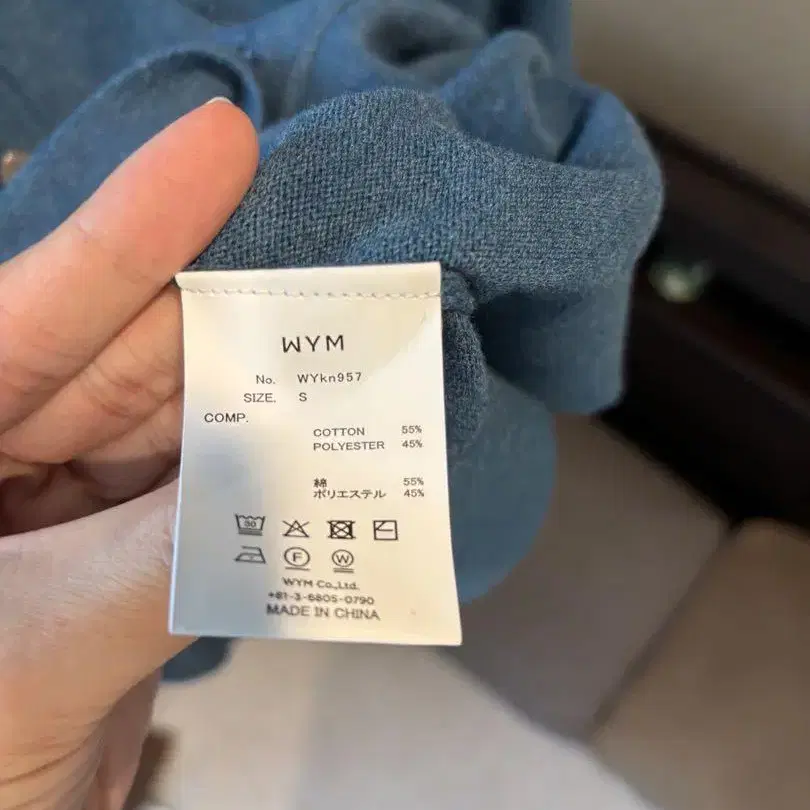 WYM
No. WYkn957
SIZE. S
COMP.
COTTON 55%
POLYESTER 45%
綿 55%
ポリエステル 45%
30
F W
WYM Co.,Ltd.
+81-3-6805-0790
MADE IN CHINA